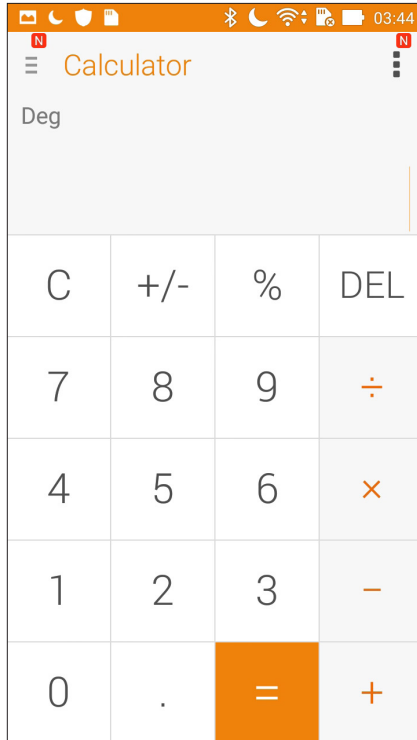 03:44
N
N
Calculator
Deg
C +/- % DEL
7 8 9 ÷
4 5 6 ×
1 2 3 −
0 . = +